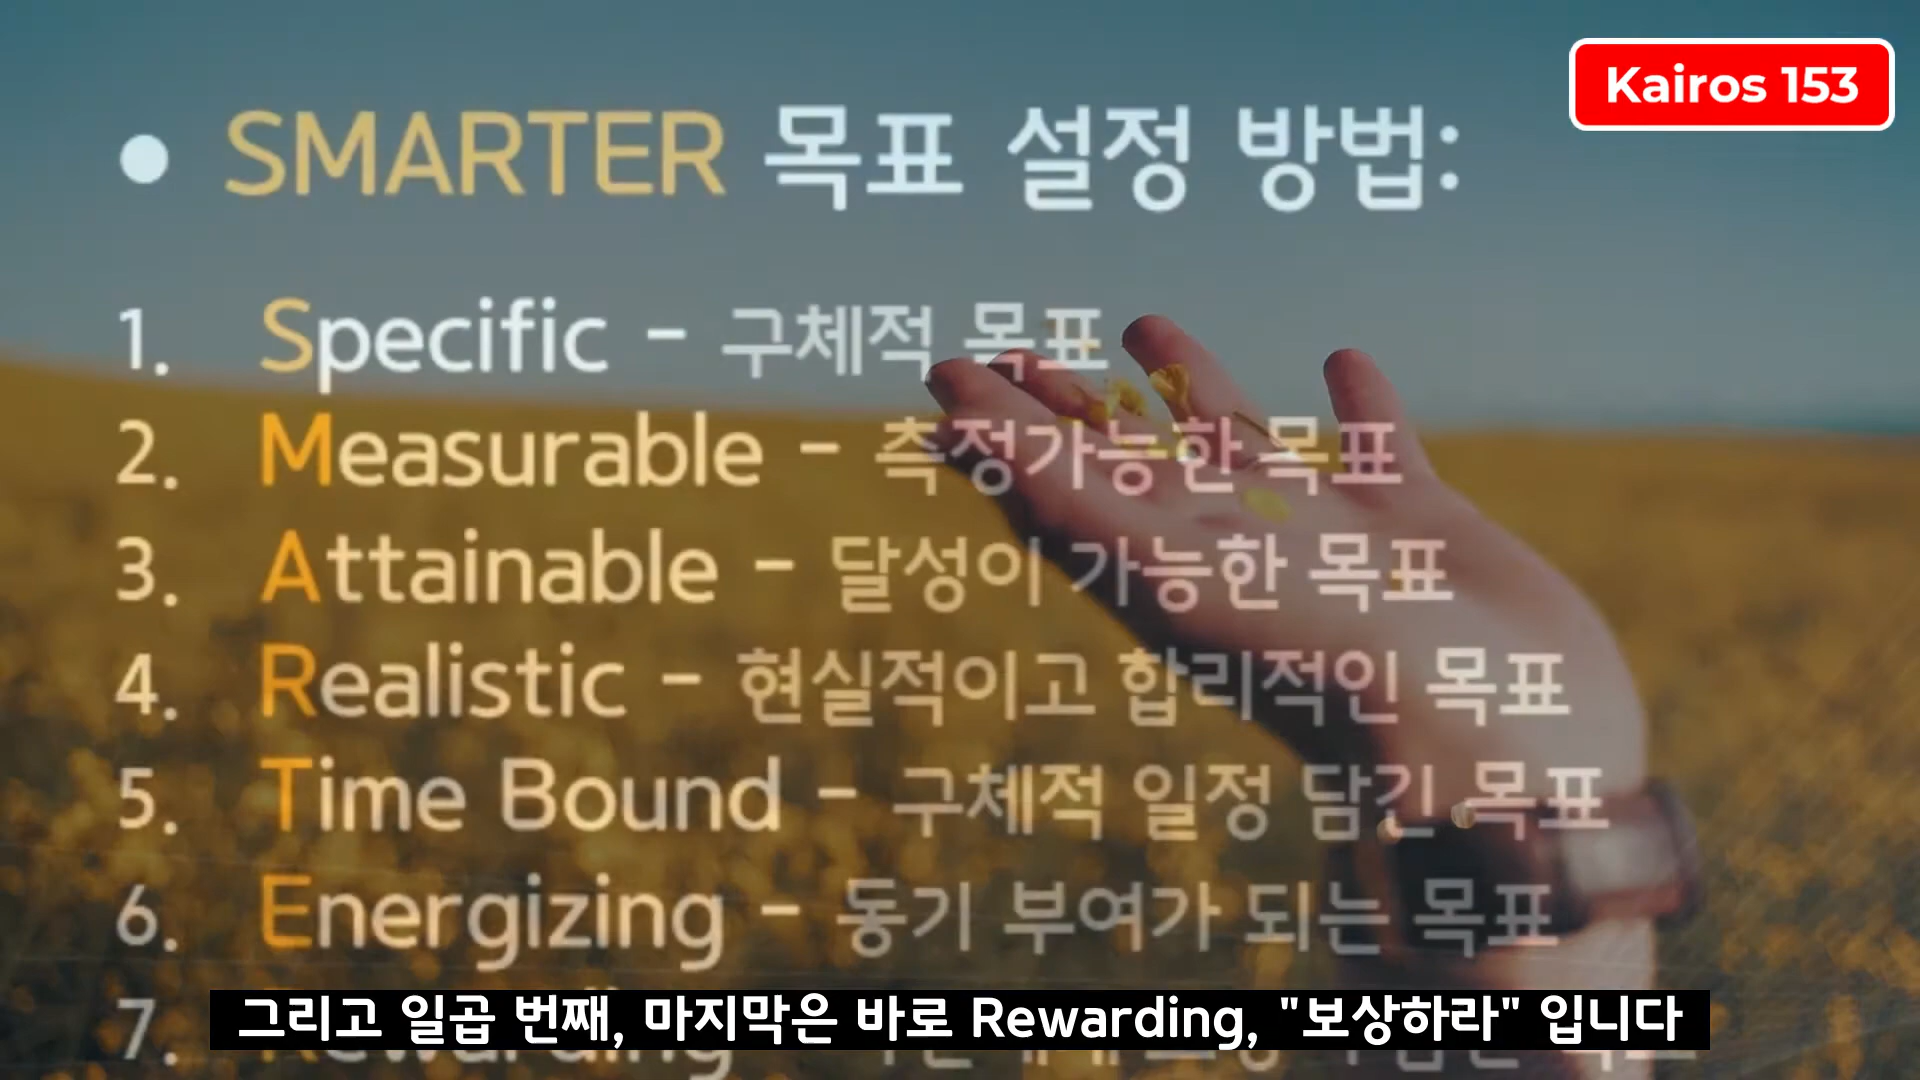 Kairos 153
• SMARTER 목표 설정 방법:
1. Specific - 구체적 목표
2. Measurable - 측정가능한 목표
3. Attainable - 달성이 가능한 목표
4. Realistic - 현실적이고 합리적인 목표
5. Time Bound - 구체적 일정 담긴 목표
6. Energizing - 동기 부여가 되는 목표
7. Rewarding
그리고 일곱 번째, 마지막은 바로 Rewarding, "보상하라" 입니다